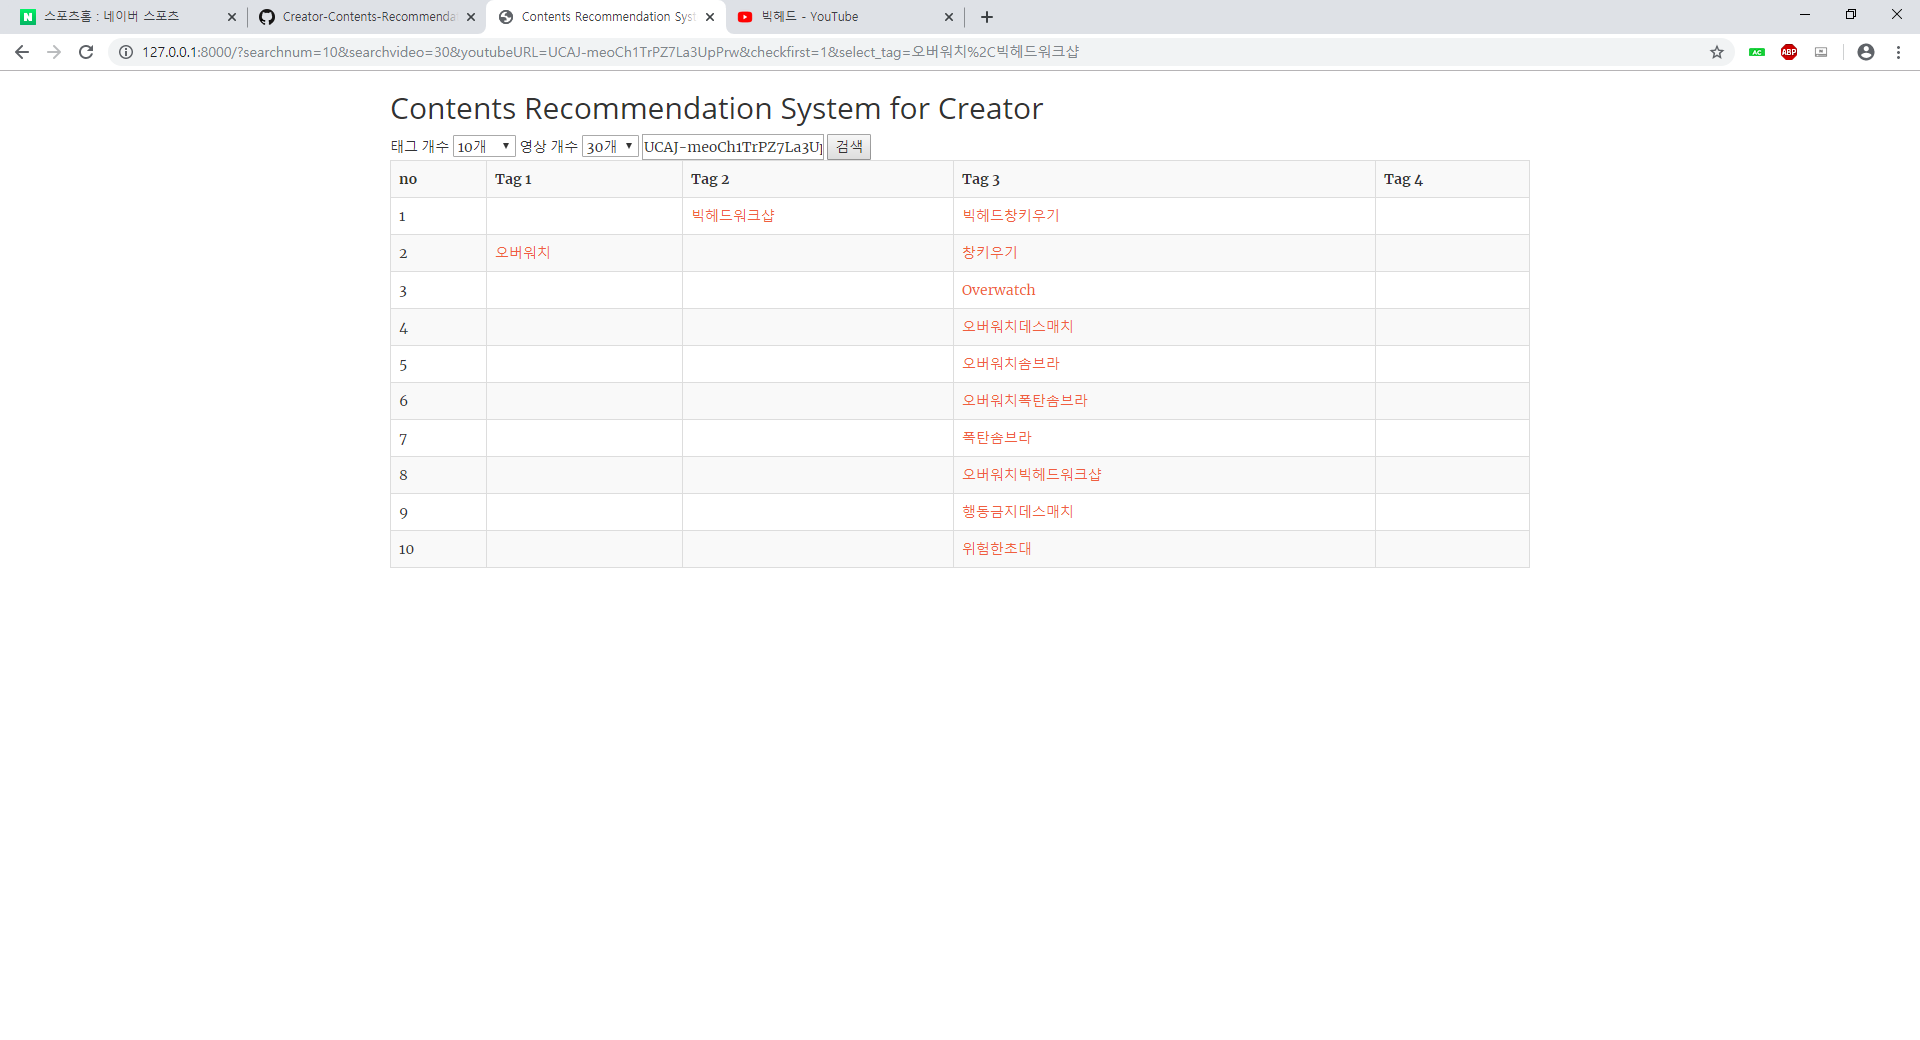 스포츠홈 : 네이버 스포츠
Creator-Contents-Recommenda
Contents Recommendation Syst
빅헤드 - YouTube
127.0.0.1:8000/?searchnum=10&searchvideo=30&youtubeURL=UCAJ-meoCh1TrPZ7La3UpPrw&checkfirst=1&select_tag=오버워치%2C빅헤드워크샵
AC ABP
Contents Recommendation System for Creator
태그 개수 10개 영상 개수 30개 UCAJ-meoCh1TrPZ7La3Up 검색
no Tag 1 Tag 2 Tag 3 Tag 4
1 빅헤드워크샵 빅헤드창키우기
2 오버워치 창키우기
3 Overwatch
4 오버워치데스매치
5 오버워치솜브라
6 오버워치폭탄솜브라
7 폭탄솜브라
8 오버워치빅헤드워크샵
9 행동금지데스매치
10 위험한초대